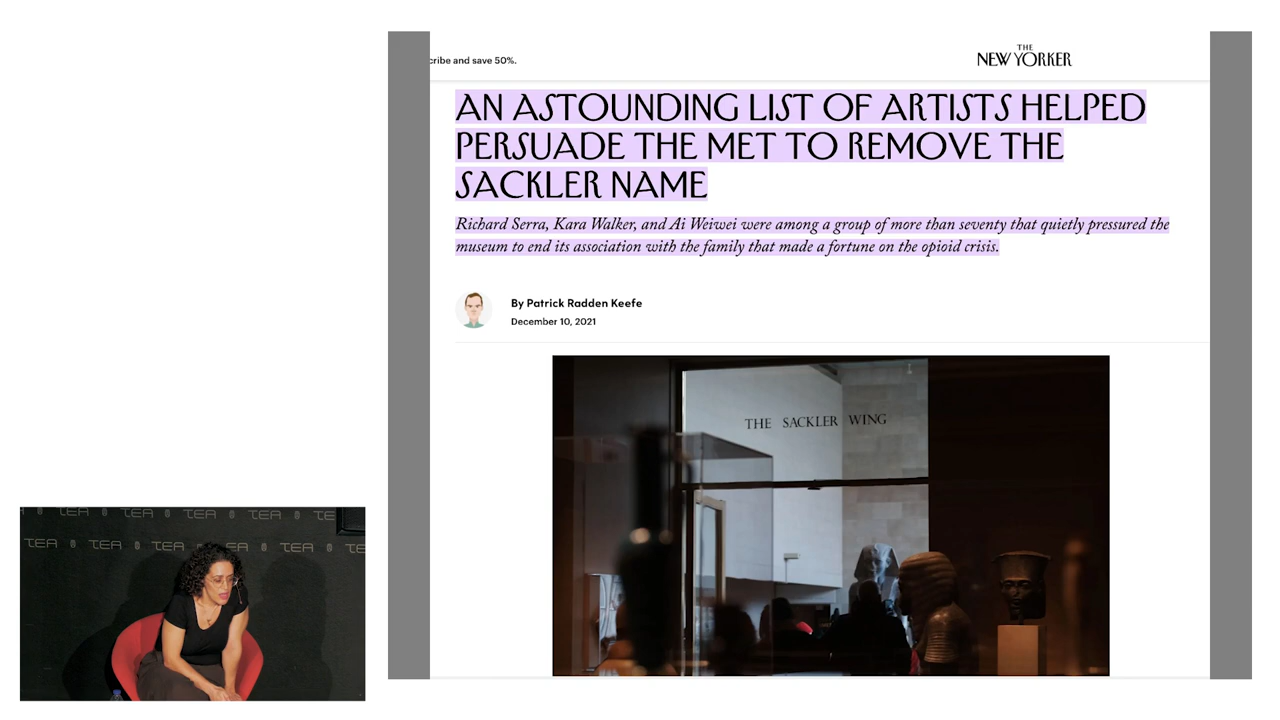 cribe and save 50%.
THE
NEW YORKER
AN ASTOUNDING LIST OF ARTISTS HELPED
PERSUADE THE MET TO REMOVE THE
SACKLER NAME
Richard Serra, Kara Walker, and Ai Weiwei were among a group of more than seventy that quietly pressured the
museum to end its association with the family that made a fortune on the opioid crisis.
By Patrick Radden Keefe
December 10, 2021
THE SACKLER WING
TEA TEA TEA TEA TE
TEA TEA TEA TEA EA TEA TE